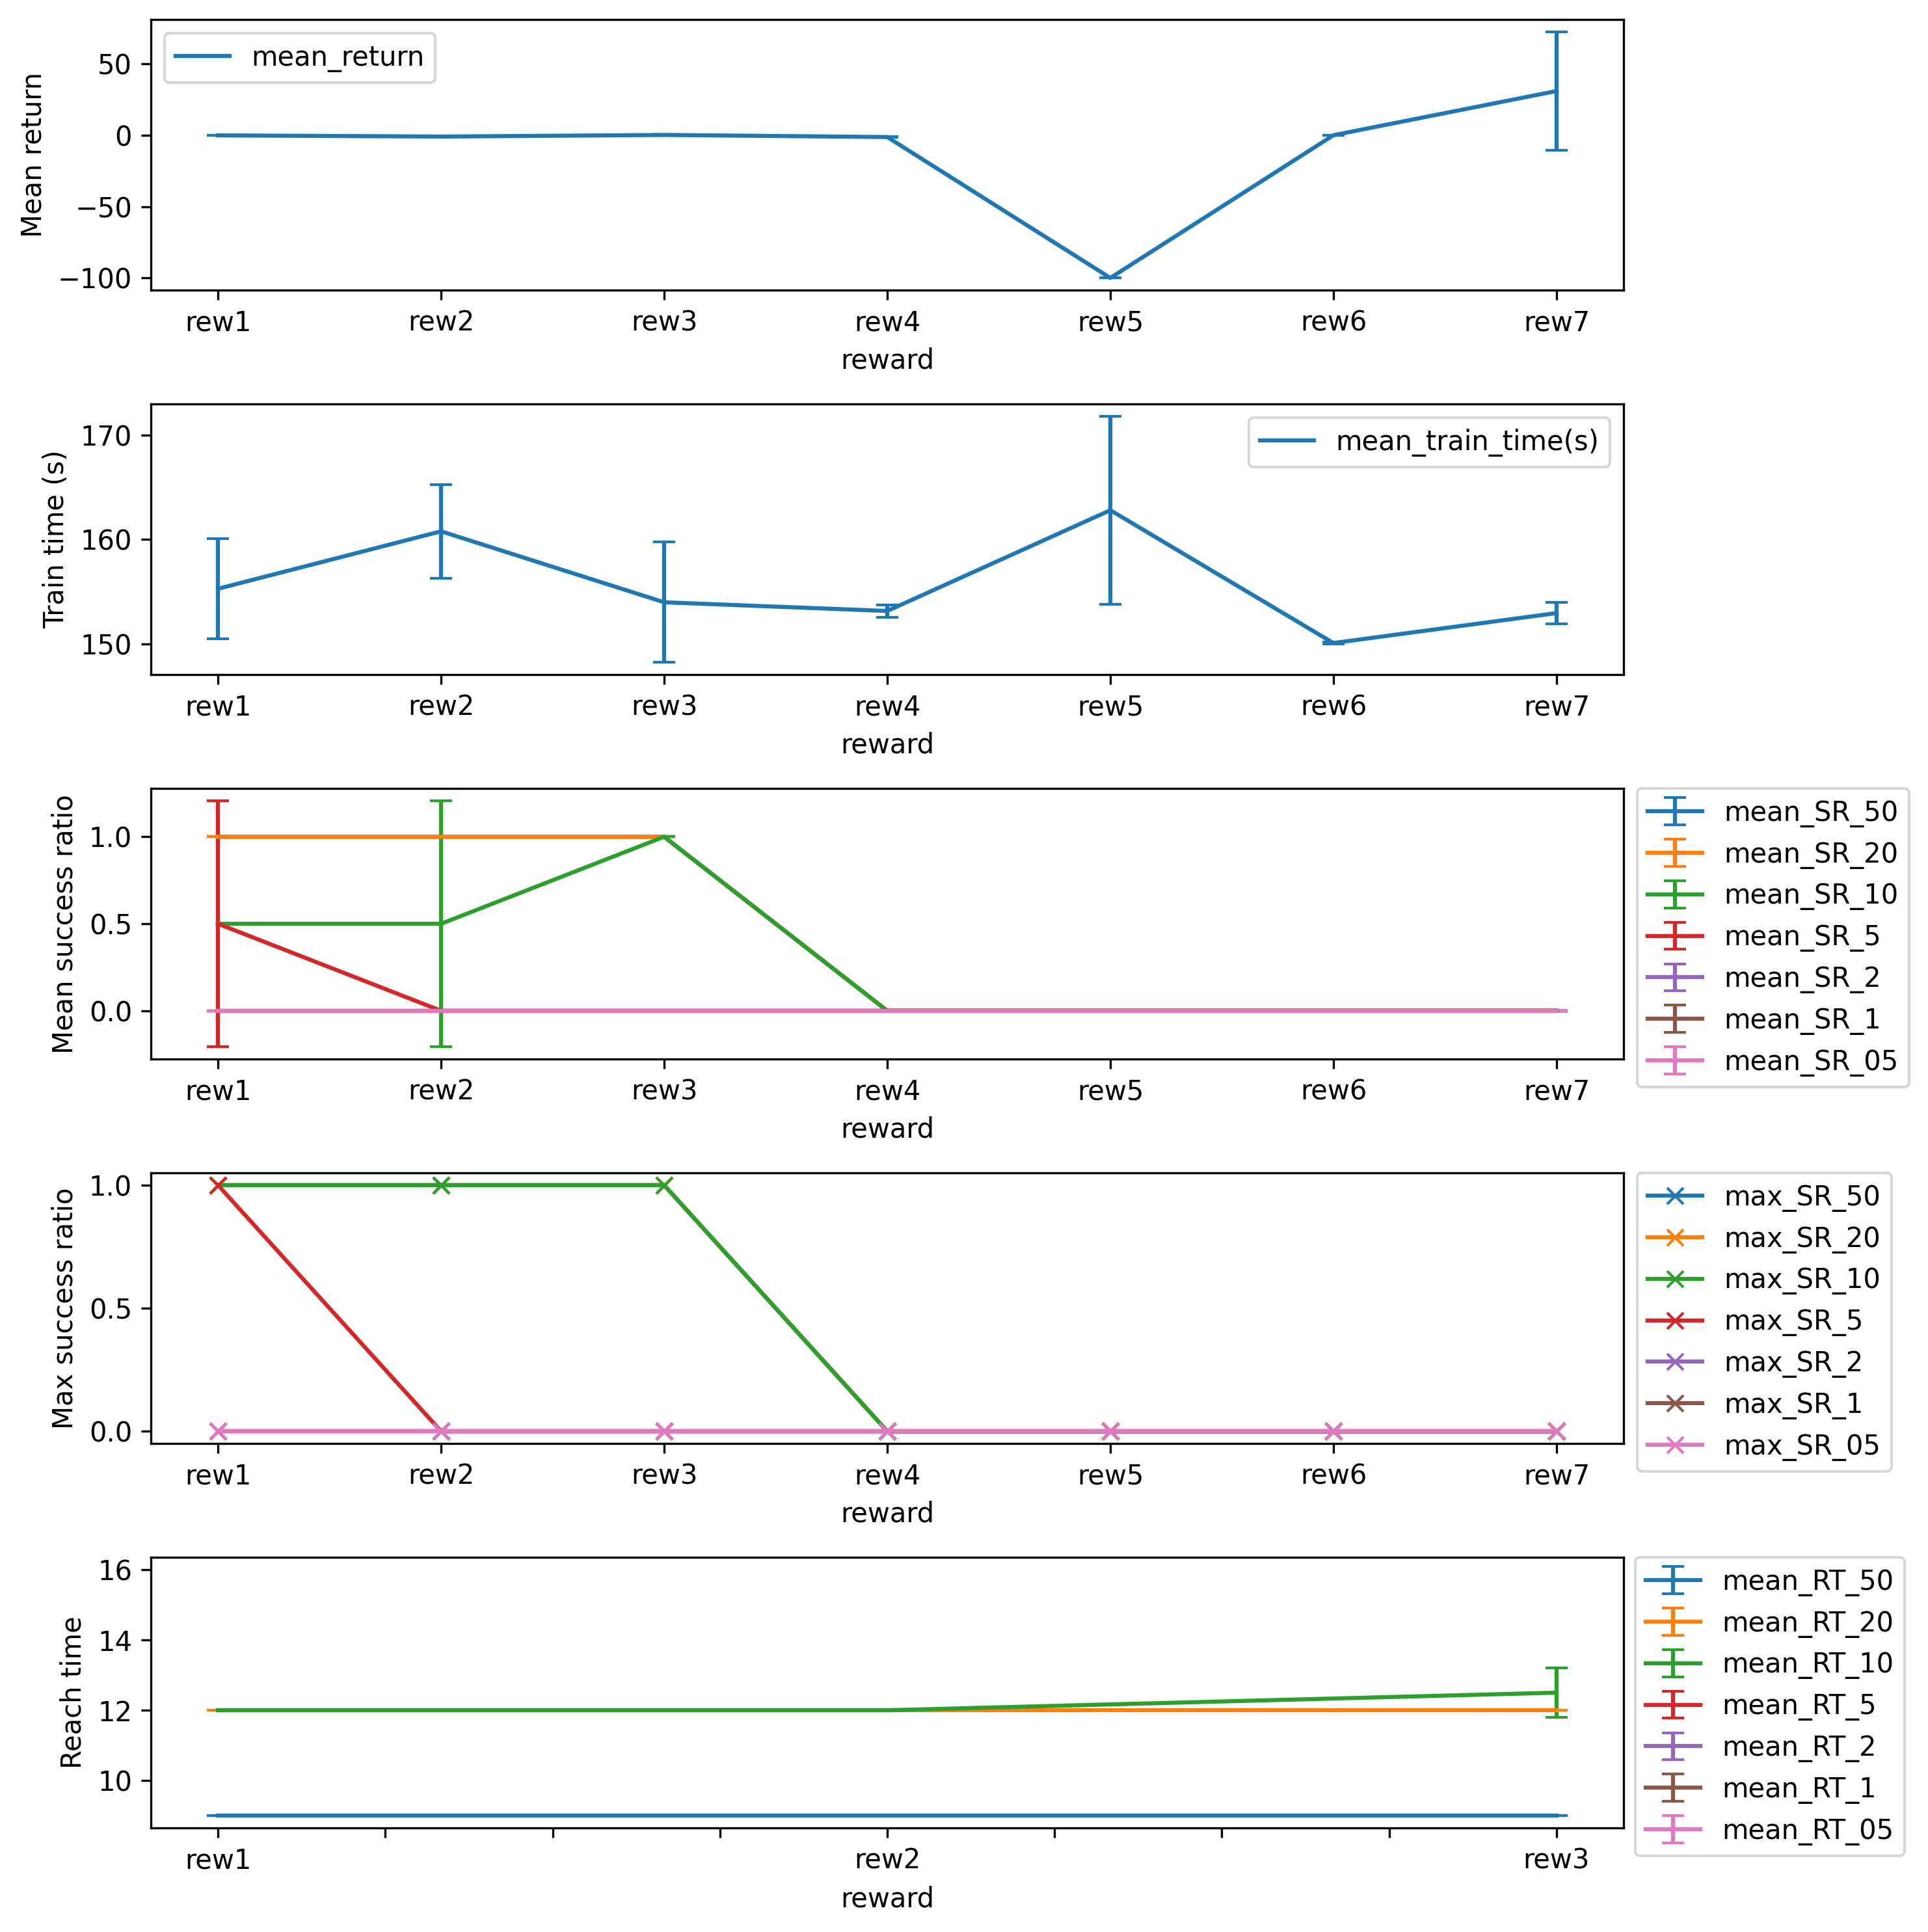 mean_return
50
0
−50
−100
Mean return
rew1 rew2 rew3 rew4 rew5 rew6 rew7
reward
mean_train_time(s)
170
160
150
Train time (s)
rew1 rew2 rew3 rew4 rew5 rew6 rew7
reward
1.0
0.5
0.0
Mean success ratio
rew1 rew2 rew3 rew4 rew5 rew6 rew7
reward
mean_SR_50
mean_SR_20
mean_SR_10
mean_SR_5
mean_SR_2
mean_SR_1
mean_SR_05
1.0
0.5
0.0
Max success ratio
rew1 rew2 rew3 rew4 rew5 rew6 rew7
reward
max_SR_50
max_SR_20
max_SR_10
max_SR_5
max_SR_2
max_SR_1
max_SR_05
16
14
12
10
Reach time
rew1 rew2 rew3
reward
mean_RT_50
mean_RT_20
mean_RT_10
mean_RT_5
mean_RT_2
mean_RT_1
mean_RT_05